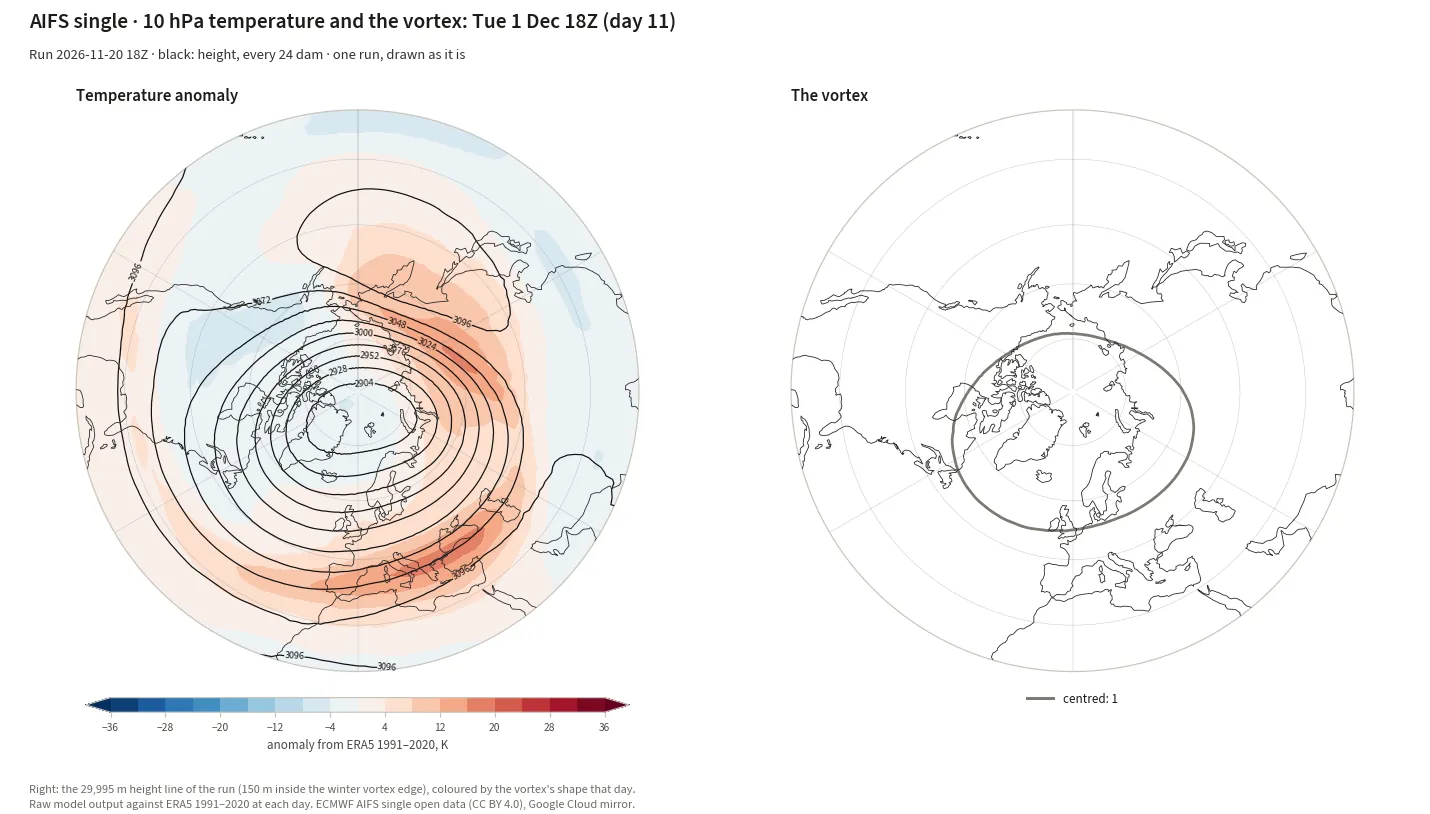 AIFS single · 10 hPa temperature and the vortex: Tue 1 Dec 18Z (day 11)
Run 2026-11-20 18Z · black: height, every 24 dam · one run, drawn as it is
Temperature anomaly
The vortex
3096
3072
3048
3096
3000
3024
2976
2952
2928
2904
3096
3096
3096
centred: 1
−36 −28 −20 −12 −4 4 12 20 28 36
anomaly from ERA5 1991–2020, K
Right: the 29,995 m height line of the run (150 m inside the winter vortex edge), coloured by the vortex's shape that day.
Raw model output against ERA5 1991–2020 at each day. ECMWF AIFS single open data (CC BY 4.0), Google Cloud mirror.